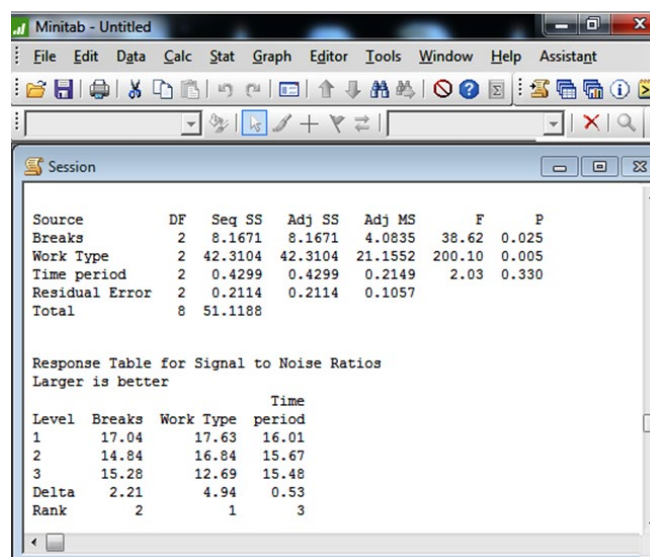 Minitab - Untitled
File Edit Data Calc Stat Graph Editor Tools Window Help Assistant
Session
Source DF Seq SS Adj SS Adj MS F P
Breaks 2 8.1671 8.1671 4.0835 38.62 0.025
Work Type 2 42.3104 42.3104 21.1552 200.10 0.005
Time period 2 0.4299 0.4299 0.2149 2.03 0.330
Residual Error 2 0.2114 0.2114 0.1057
Total 8 51.1188
Response Table for Signal to Noise Ratios
Larger is better
Time
Level Breaks Work Type period
1 17.04 17.63 16.01
2 14.84 16.84 15.67
3 15.28 12.69 15.48
Delta 2.21 4.94 0.53
Rank 2 1 3